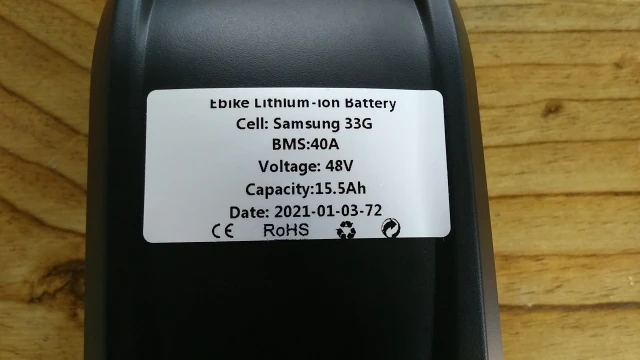 Ebike Lithium-ion Battery
Cell: Samsung 33G
BMS:40A
Voltage: 48V
Capacity:15.5Ah
Date: 2021-01-03-72
CE RoHS